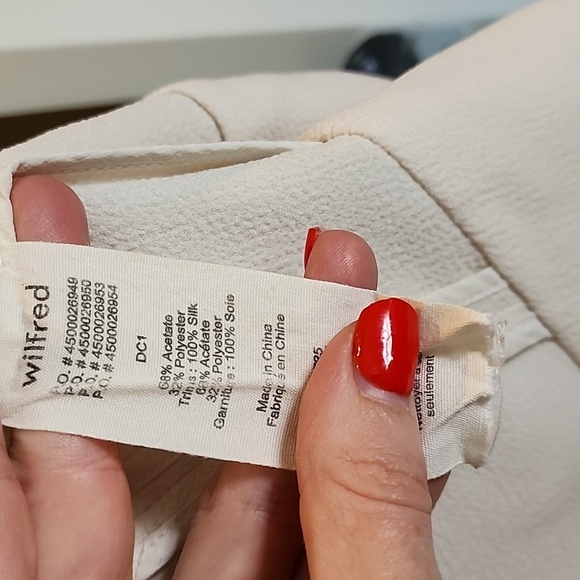 wilfred
P.O. #4500026949
P.O. #4500026950
P.O. #4500026953
P.O. #4500026954
DC1
68% Acetate
32% Polyester
Trims : 100% Silk
68% Acétate
32% Polyester
Garniture : 100% Soie
Made in China
Fabriqué en Chine
seulement